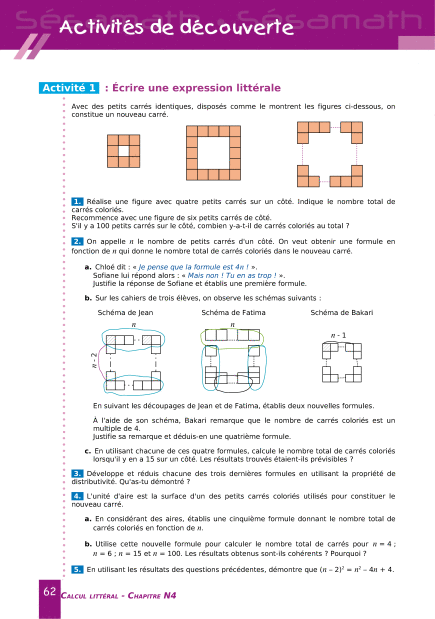 Sésamath • Sésamath
Activités de découverte
Activité 1 : Écrire une expression littérale
Avec des petits carrés identiques, disposés comme le montrent les figures ci-dessous, on
constitue un nouveau carré.
1. Réalise une figure avec quatre petits carrés sur un côté. Indique le nombre total de
carrés coloriés.
Recommence avec une figure de six petits carrés de côté.
S'il y a 100 petits carrés sur le côté, combien y-a-t-il de carrés coloriés au total ?
2. On appelle n le nombre de petits carrés d'un côté. On veut obtenir une formule en
fonction de n qui donne le nombre total de carrés coloriés dans le nouveau carré.
a. Chloé dit : « Je pense que la formule est 4n ! ».
Sofiane lui répond alors : « Mais non ! Tu en as trop ! ».
Justifie la réponse de Sofiane et établis une première formule.
b. Sur les cahiers de trois élèves, on observe les schémas suivants :
Schéma de Jean Schéma de Fatima Schéma de Bakari
n n n – 1
n – 2
En suivant les découpages de Jean et de Fatima, établis deux nouvelles formules.
À l'aide de son schéma, Bakari remarque que le nombre de carrés coloriés est un
multiple de 4.
Justifie sa remarque et déduis-en une quatrième formule.
c. En utilisant chacune de ces quatre formules, calcule le nombre total de carrés coloriés
lorsqu'il y en a 15 sur un côté. Les résultats trouvés étaient-ils prévisibles ?
3. Développe et réduis chacune des trois dernières formules en utilisant la propriété de
distributivité. Qu'as-tu démontré ?
4. L'unité d'aire est la surface d'un des petits carrés coloriés utilisés pour constituer le
nouveau carré.
a. En considérant des aires, établis une cinquième formule donnant le nombre total de
carrés coloriés en fonction de n.
b. Utilise cette nouvelle formule pour calculer le nombre total de carrés pour n = 4 ;
n = 6 ; n = 15 et n = 100. Les résultats obtenus sont-ils cohérents ? Pourquoi ?
5. En utilisant les résultats des questions précédentes, démontre que (n – 2)² = n² – 4n + 4.
62 Calcul littéral - Chapitre N4